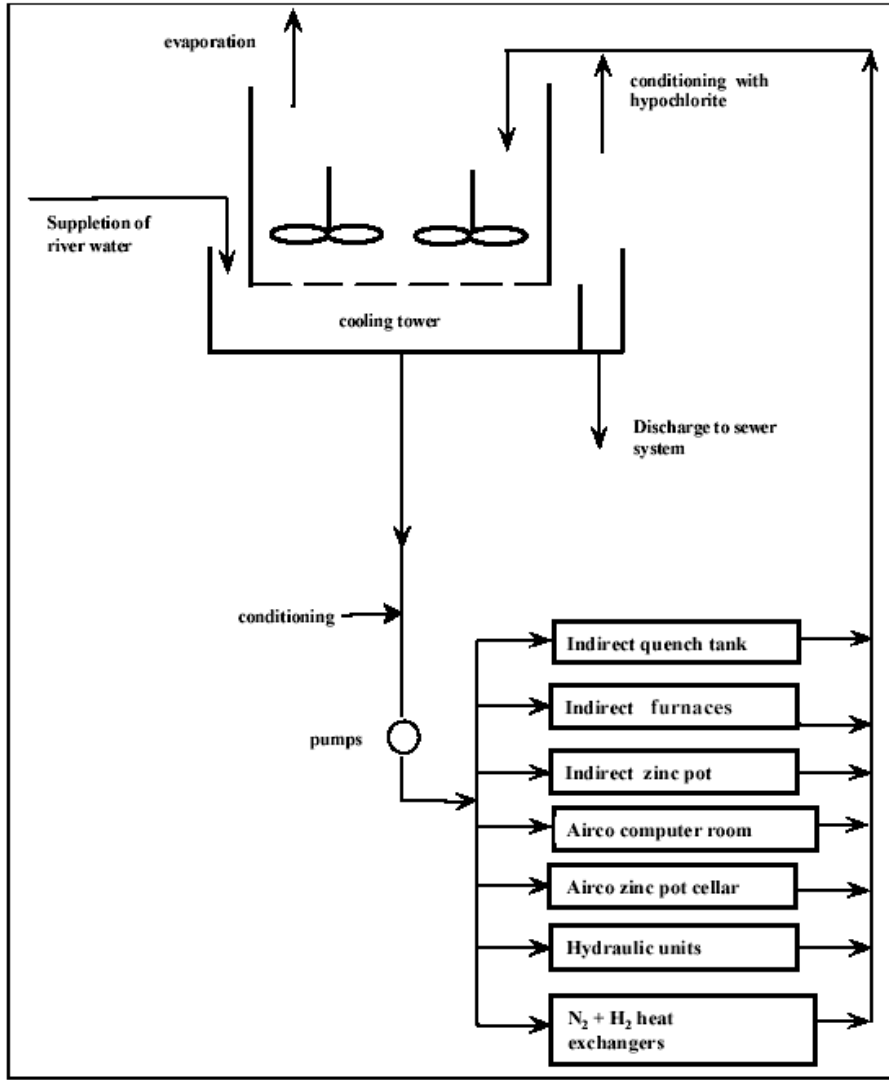 evaporation
conditioning with
hypochlorite
Suppletion of
river water
cooling tower
Discharge to sewer
system
conditioning
pumps
Indirect quench tank
Indirect furnaces
Indirect zinc pot
Airco computer room
Airco zinc pot cellar
Hydraulic units
N₂ + H₂ heat
exchangers